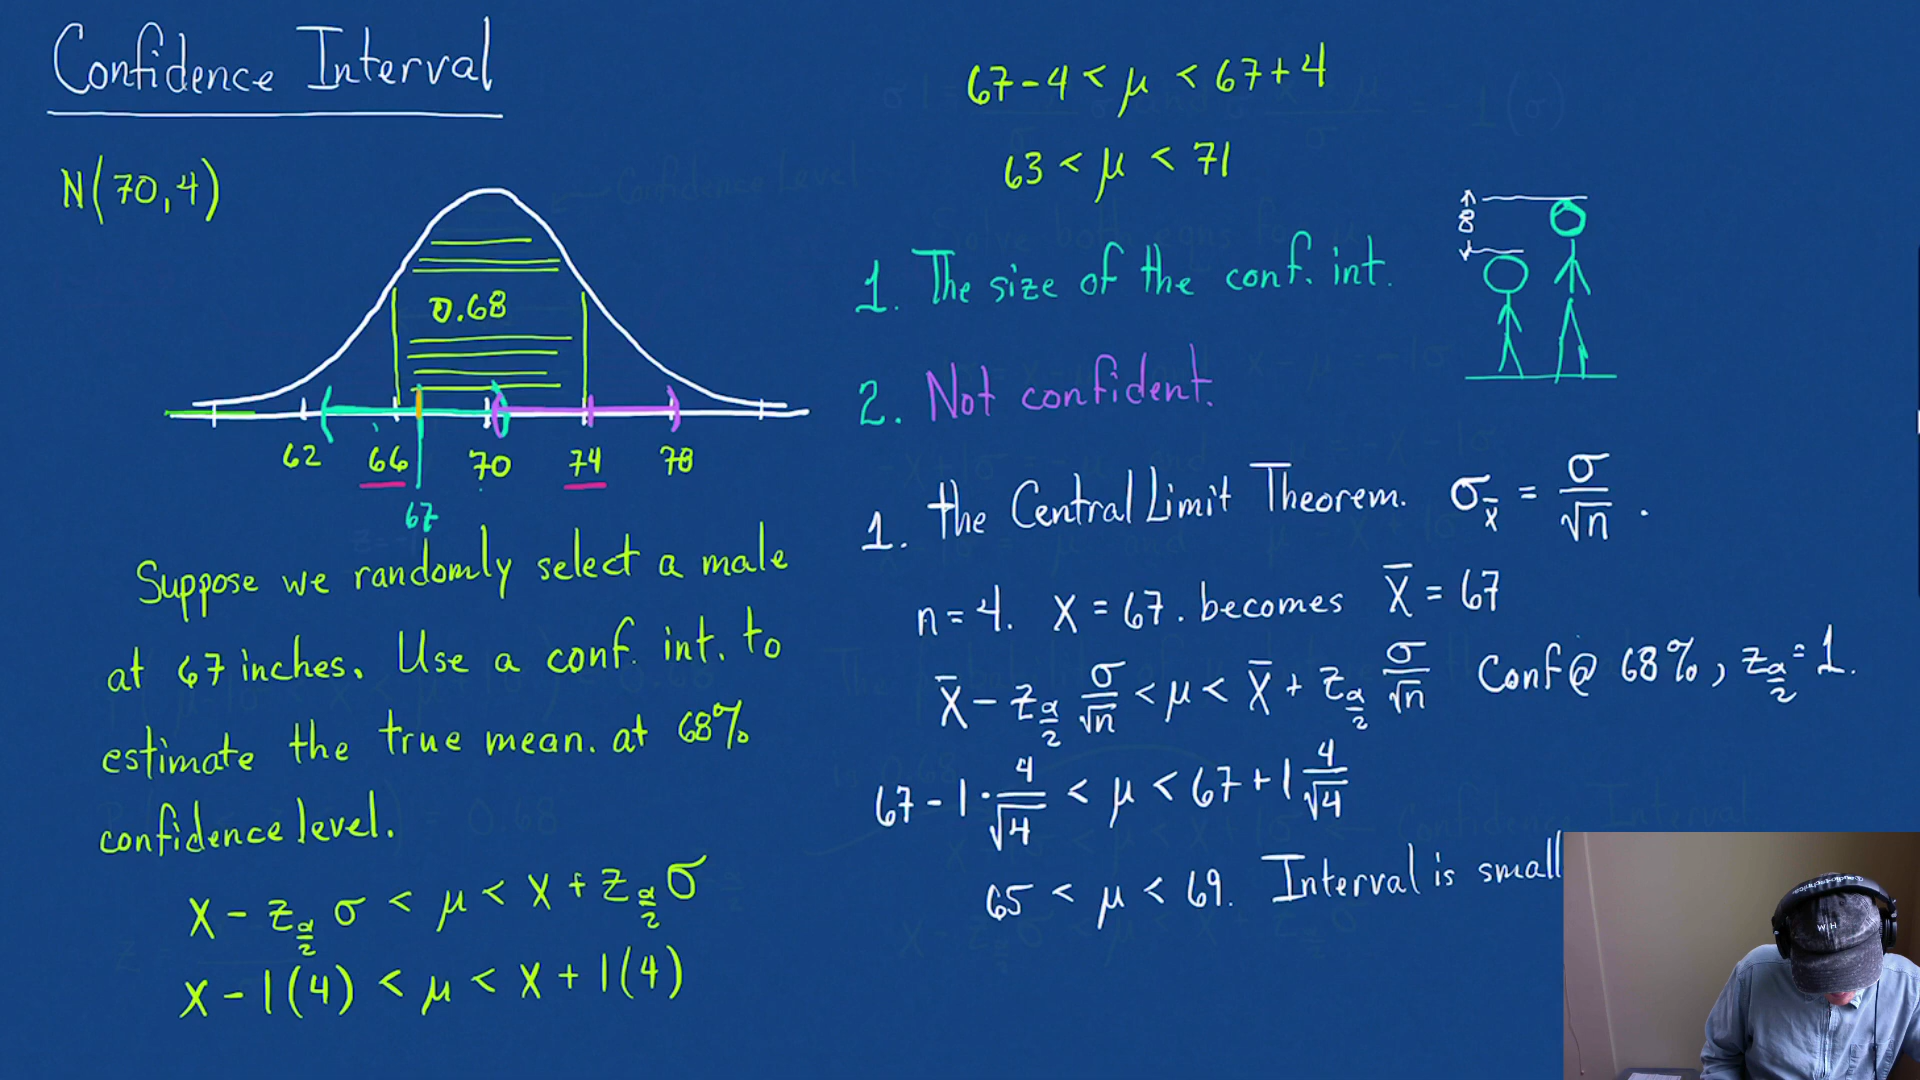 Confidence Interval
N(70,4)
0.68
62 66 70 74 78
67
Suppose we randomly select a male
at 67 inches. Use a conf. int. to
estimate the true mean. at 68%
confidence level.
X - z_{α/2} σ < μ < X + z_{α/2} σ
X - 1(4) < μ < X + 1(4)
67-4 < μ < 67+4
63 < μ < 71
8
1. The size of the conf. int.
2. Not confident.
1. the Central Limit Theorem. σ_x̄ = σ/√n .
n=4. X = 67. becomes X̄ = 67
X̄ - z_{α/2} σ/√n < μ < X̄ + z_{α/2} σ/√n Conf@ 68%, z_{α/2} = 1.
67 - 1 · 4/√4 < μ < 67 + 1 4/√4
65 < μ < 69. Interval is small
WH